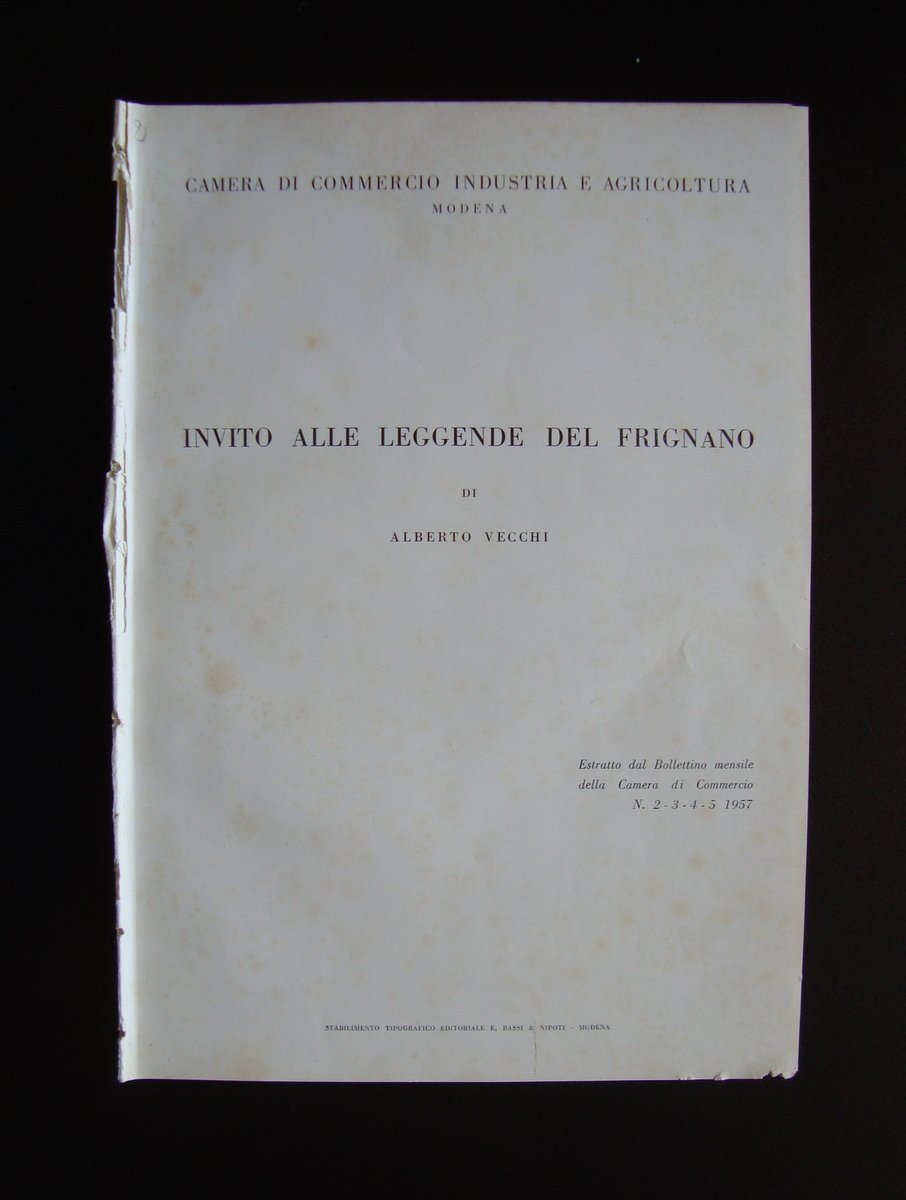 CAMERA DI COMMERCIO INDUSTRIA E AGRICOLTURA
MODENA
INVITO ALLE LEGGENDE DEL FRIGNANO
DI
ALBERTO VECCHI
Estratto dal Bollettino mensile
della Camera di Commercio
N. 2-3-4-5 1957
STABILIMENTO TIPOGRAFICO EDITORIALE E. BASSI & NIPOTI - MODENA